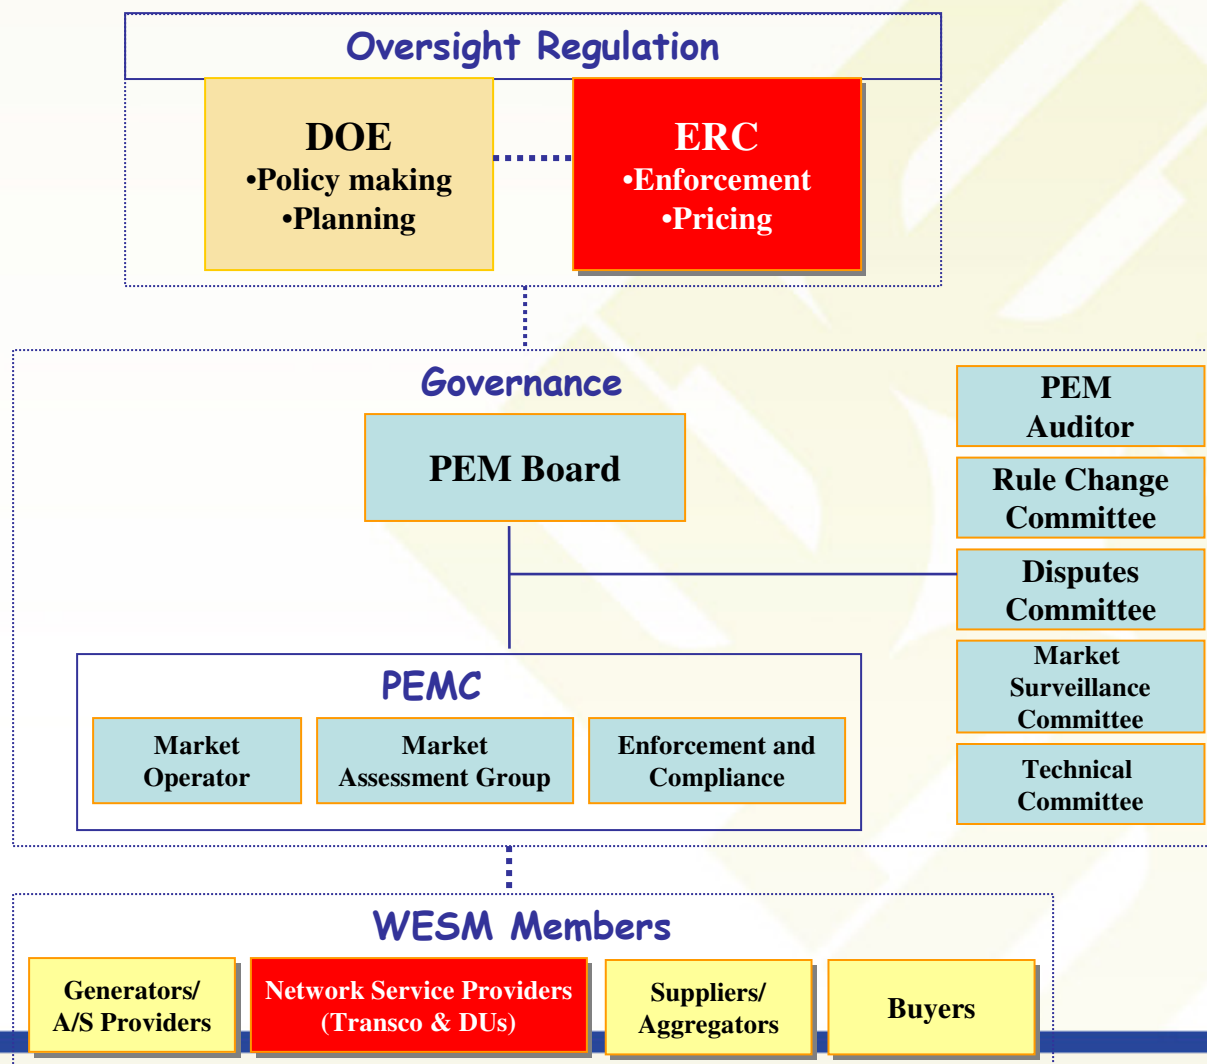 Oversight Regulation
DOE
•Policy making
•Planning
ERC
•Enforcement
•Pricing
Governance
PEM Board
PEM
Auditor
Rule Change
Committee
Disputes
Committee
Market
Surveillance
Committee
Technical
Committee
PEMC
Market
Operator
Market
Assessment Group
Enforcement and
Compliance
WESM Members
Generators/
A/S Providers
Network Service Providers
(Transco & DUs)
Suppliers/
Aggregators
Buyers